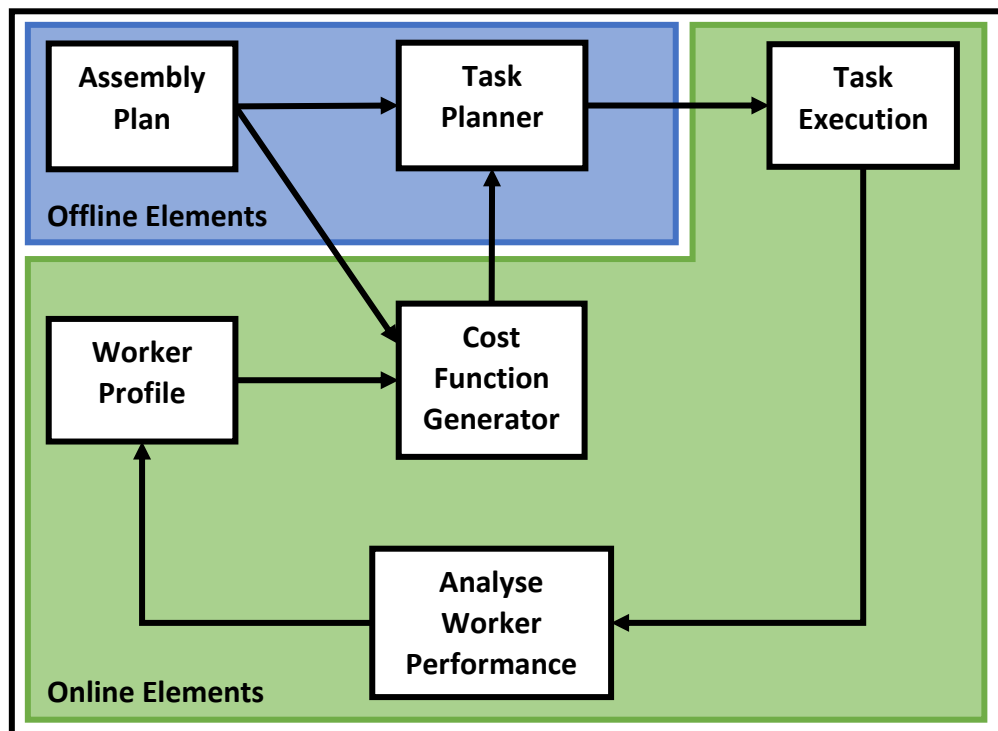 Assembly
Plan
Task
Planner
Task
Execution
Offline Elements
Worker
Profile
Cost
Function
Generator
Analyse
Worker
Performance
Online Elements